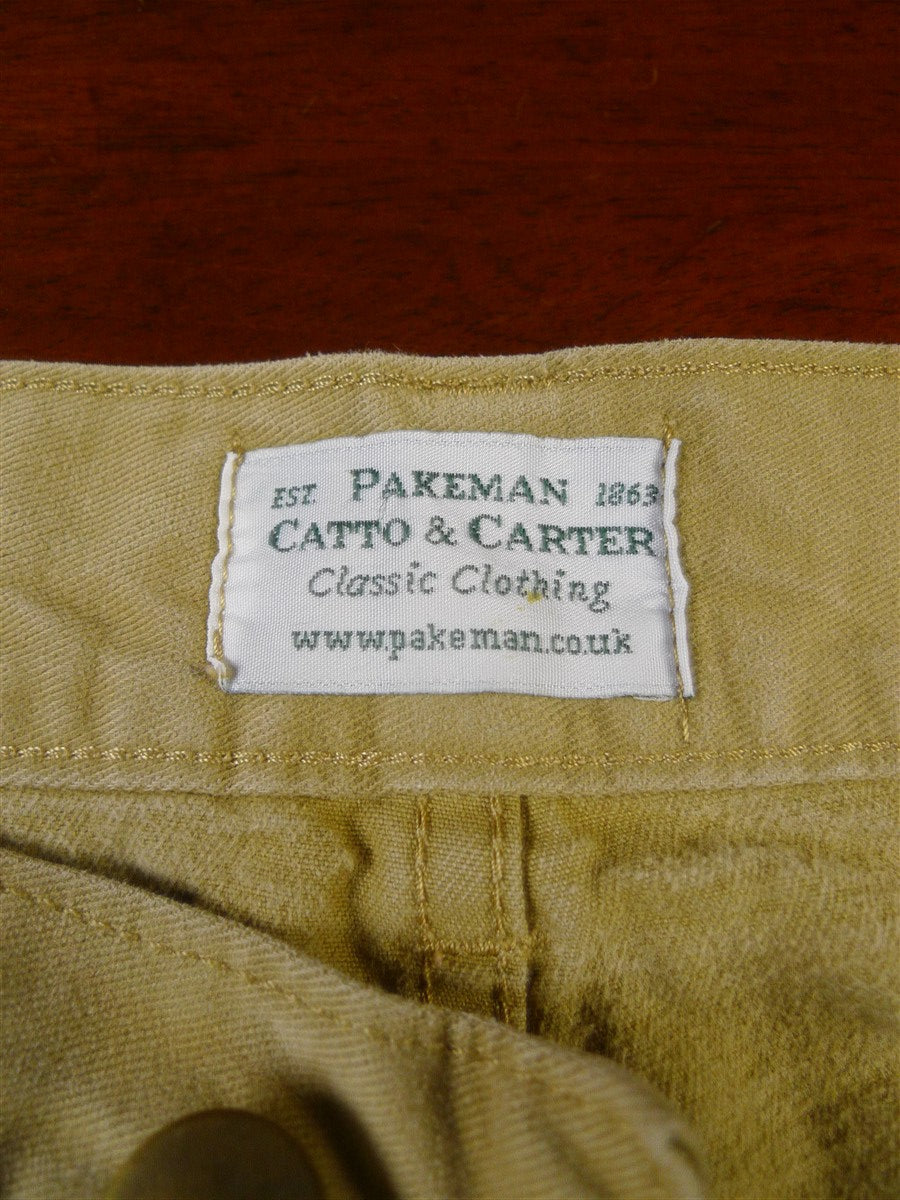 EST. PAKEMAN 1863
CATTO & CARTER
Classic Clothing
www.pakeman.co.uk